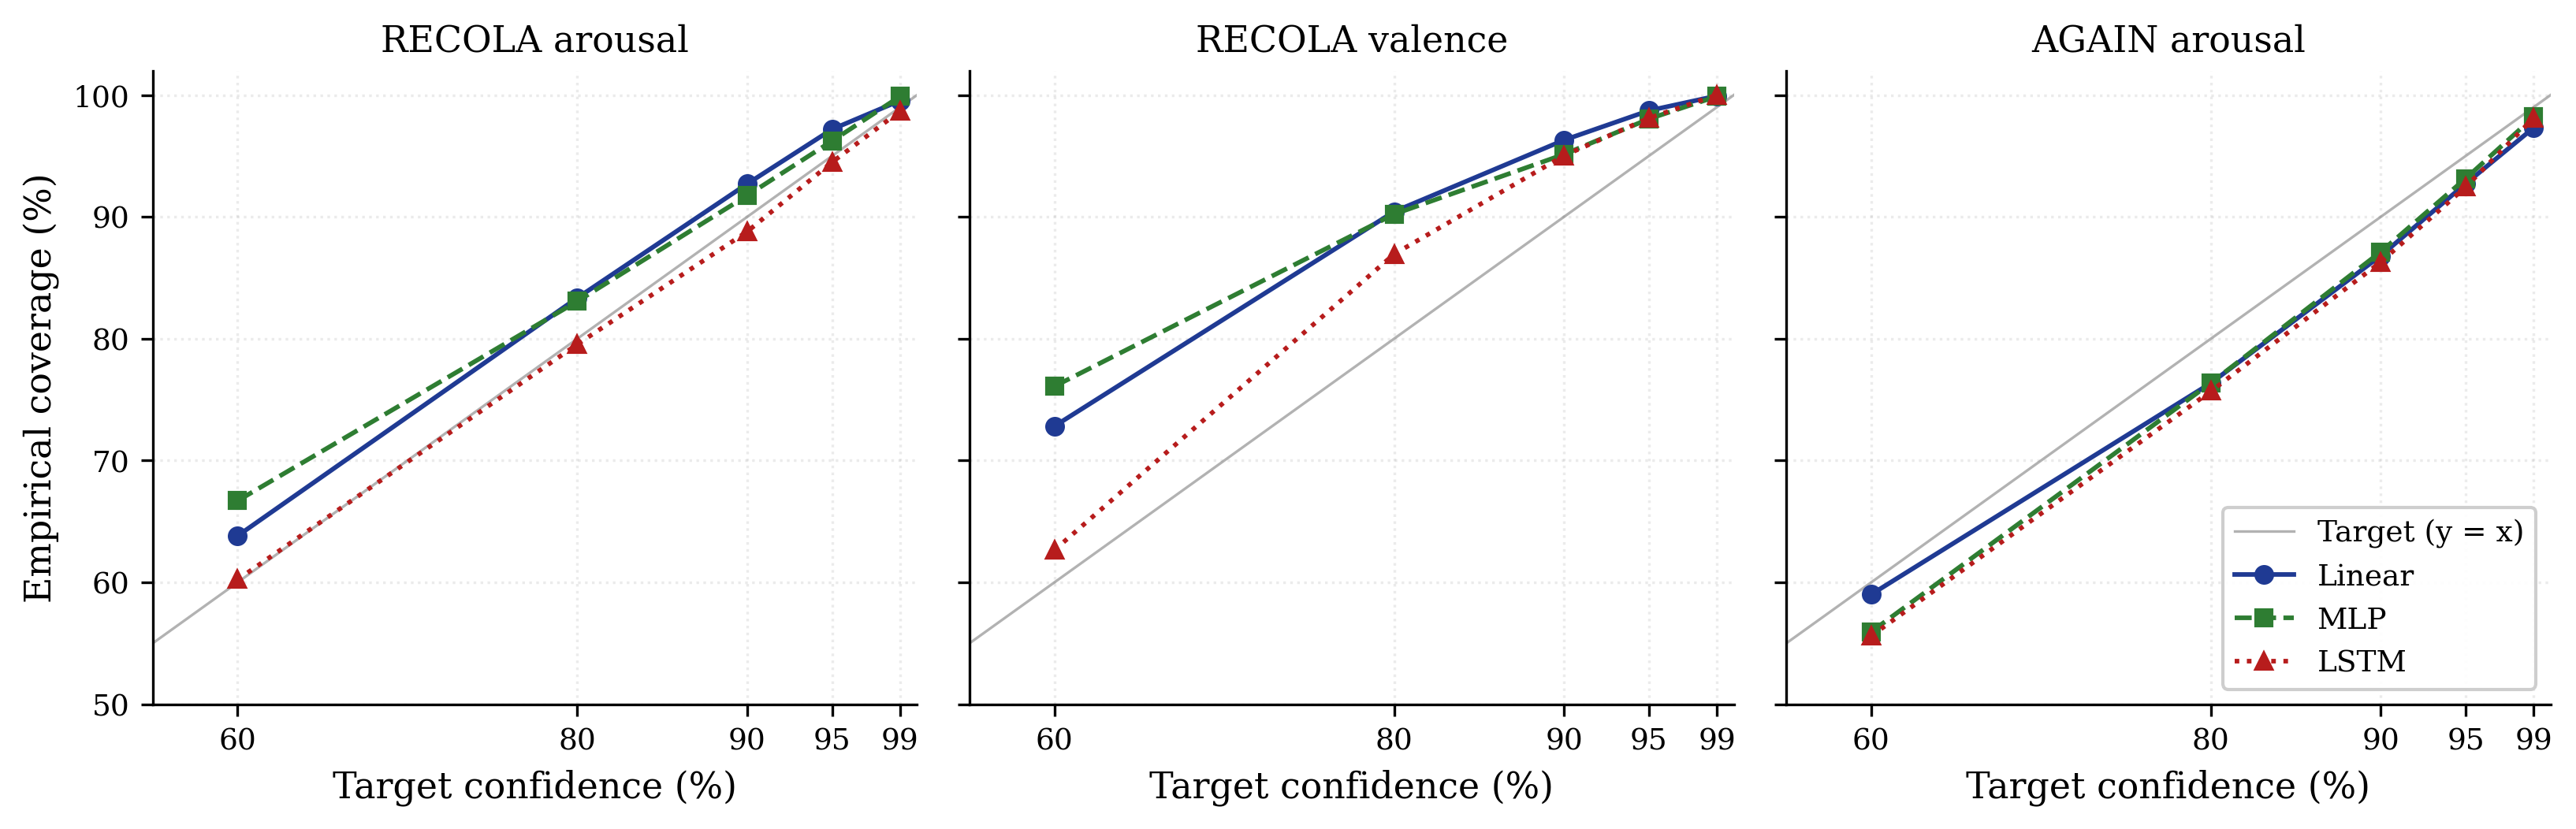 RECOLA arousal
RECOLA valence
AGAIN arousal
Empirical coverage (%)
100
90
80
70
60
50
60 80 90 95 99
60 80 90 95 99
60 80 90 95 99
Target confidence (%)
Target confidence (%)
Target confidence (%)
Target (y = x)
Linear
MLP
LSTM